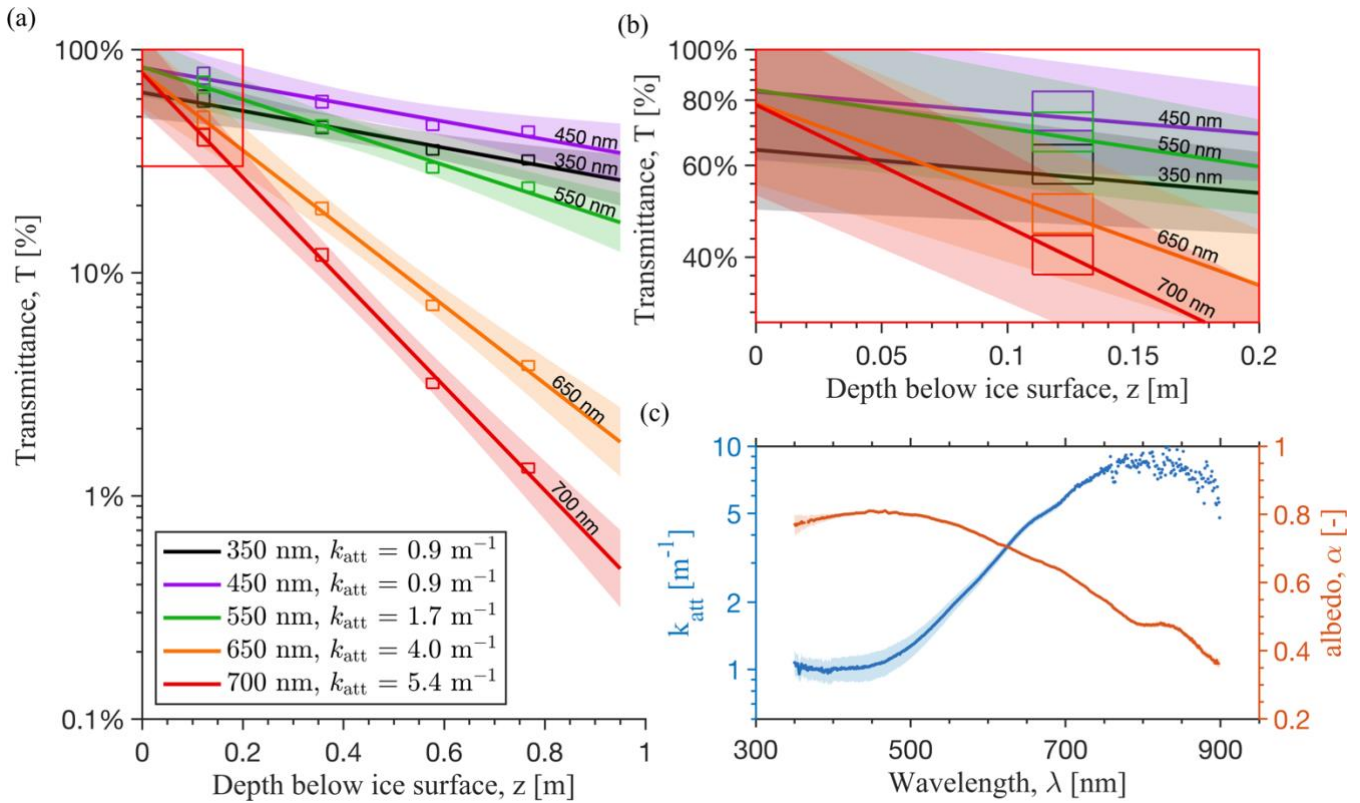 (a)
100%
10%
1%
0.1%
Transmittance, T [%]
450 nm
350 nm
550 nm
650 nm
700 nm
350 nm, k_att = 0.9 m⁻¹
450 nm, k_att = 0.9 m⁻¹
550 nm, k_att = 1.7 m⁻¹
650 nm, k_att = 4.0 m⁻¹
700 nm, k_att = 5.4 m⁻¹
0 0.2 0.4 0.6 0.8 1
Depth below ice surface, z [m]
(b)
100%
80%
60%
40%
Transmittance, T [%]
450 nm
550 nm
350 nm
650 nm
700 nm
0 0.05 0.1 0.15 0.2
Depth below ice surface, z [m]
(c)
10
5
2
1
k_att [m⁻¹]
1
0.8
0.6
0.4
0.2
albedo, α [-]
300 500 700 900
Wavelength, λ [nm]